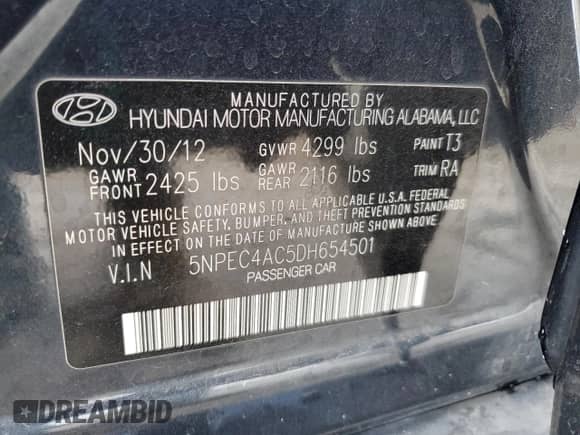 MANUFACTURED BY
HYUNDAI MOTOR MANUFACTURING ALABAMA, LLC
Nov/30/12 GVWR 4299 lbs PAINT T3
GAWR FRONT 2425 lbs GAWR REAR 2116 lbs TRIM RA
THIS VEHICLE CONFORMS TO ALL APPLICABLE U.S.A. FEDERAL
MOTOR VEHICLE SAFETY, BUMPER, AND THEFT PREVENTION STANDARDS
IN EFFECT ON THE DATE OF MANUFACTURE SHOWN ABOVE.
V.I.N 5NPEC4AC5DH654501
PASSENGER CAR
DREAMBID